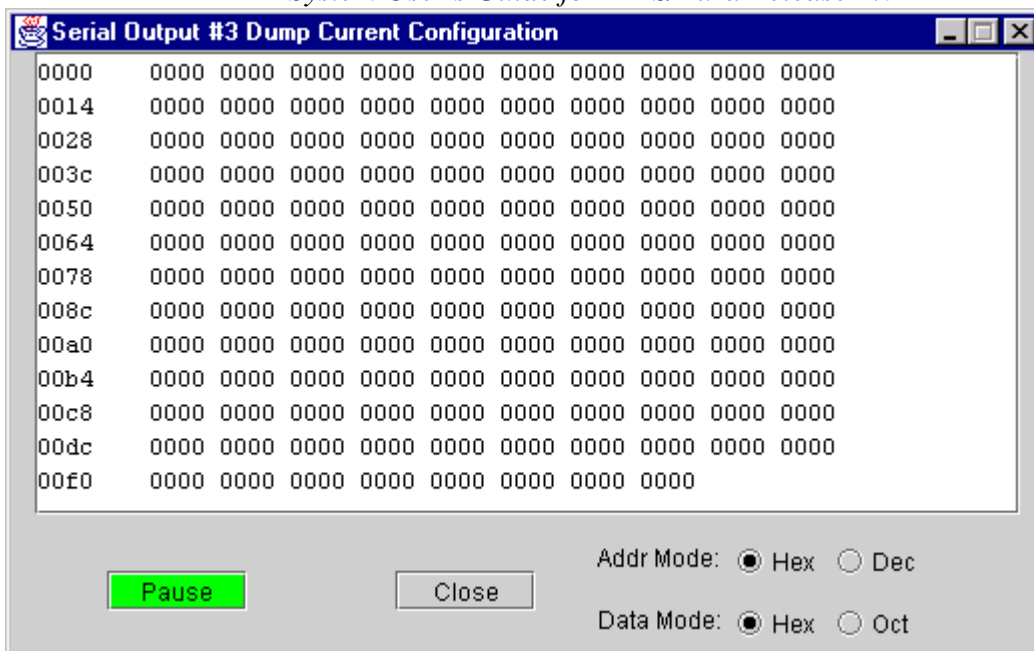 Serial Output #3 Dump Current Configuration
0000 0000 0000 0000 0000 0000 0000 0000 0000 0000 0000
0014 0000 0000 0000 0000 0000 0000 0000 0000 0000 0000
0028 0000 0000 0000 0000 0000 0000 0000 0000 0000 0000
003c 0000 0000 0000 0000 0000 0000 0000 0000 0000 0000
0050 0000 0000 0000 0000 0000 0000 0000 0000 0000 0000
0064 0000 0000 0000 0000 0000 0000 0000 0000 0000 0000
0078 0000 0000 0000 0000 0000 0000 0000 0000 0000 0000
008c 0000 0000 0000 0000 0000 0000 0000 0000 0000 0000
00a0 0000 0000 0000 0000 0000 0000 0000 0000 0000 0000
00b4 0000 0000 0000 0000 0000 0000 0000 0000 0000 0000
00c8 0000 0000 0000 0000 0000 0000 0000 0000 0000 0000
00dc 0000 0000 0000 0000 0000 0000 0000 0000 0000 0000
00f0 0000 0000 0000 0000 0000 0000 0000 0000
Addr Mode: Hex Dec
Pause Close
Data Mode: Hex Oct